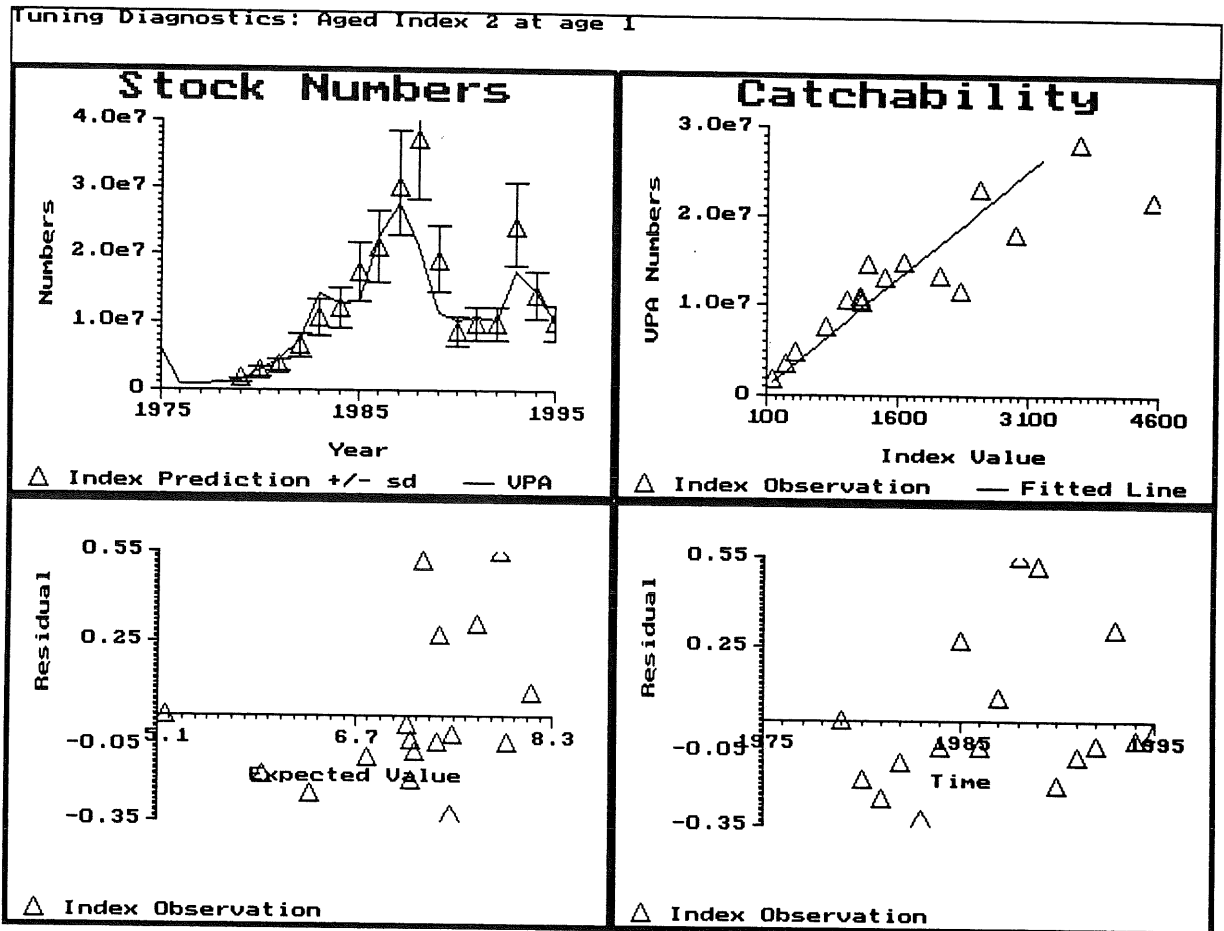 Tuning Diagnostics: Aged Index 2 at age 1
Stock Numbers
4.0e7
3.0e7
2.0e7
1.0e7
0
Numbers
1975
1985
1995
Year
Index Prediction +/- sd
VPA
Catchability
3.0e7
2.0e7
1.0e7
0
VPA Numbers
100
1600
3100
4600
Index Value
Index Observation
Fitted Line
0.55
0.25
-0.05
-0.35
Residual
5.1
6.7
8.3
Expected Value
Index Observation
0.55
0.25
-0.05
-0.35
Residual
1975
1985
1995
Time
Index Observation